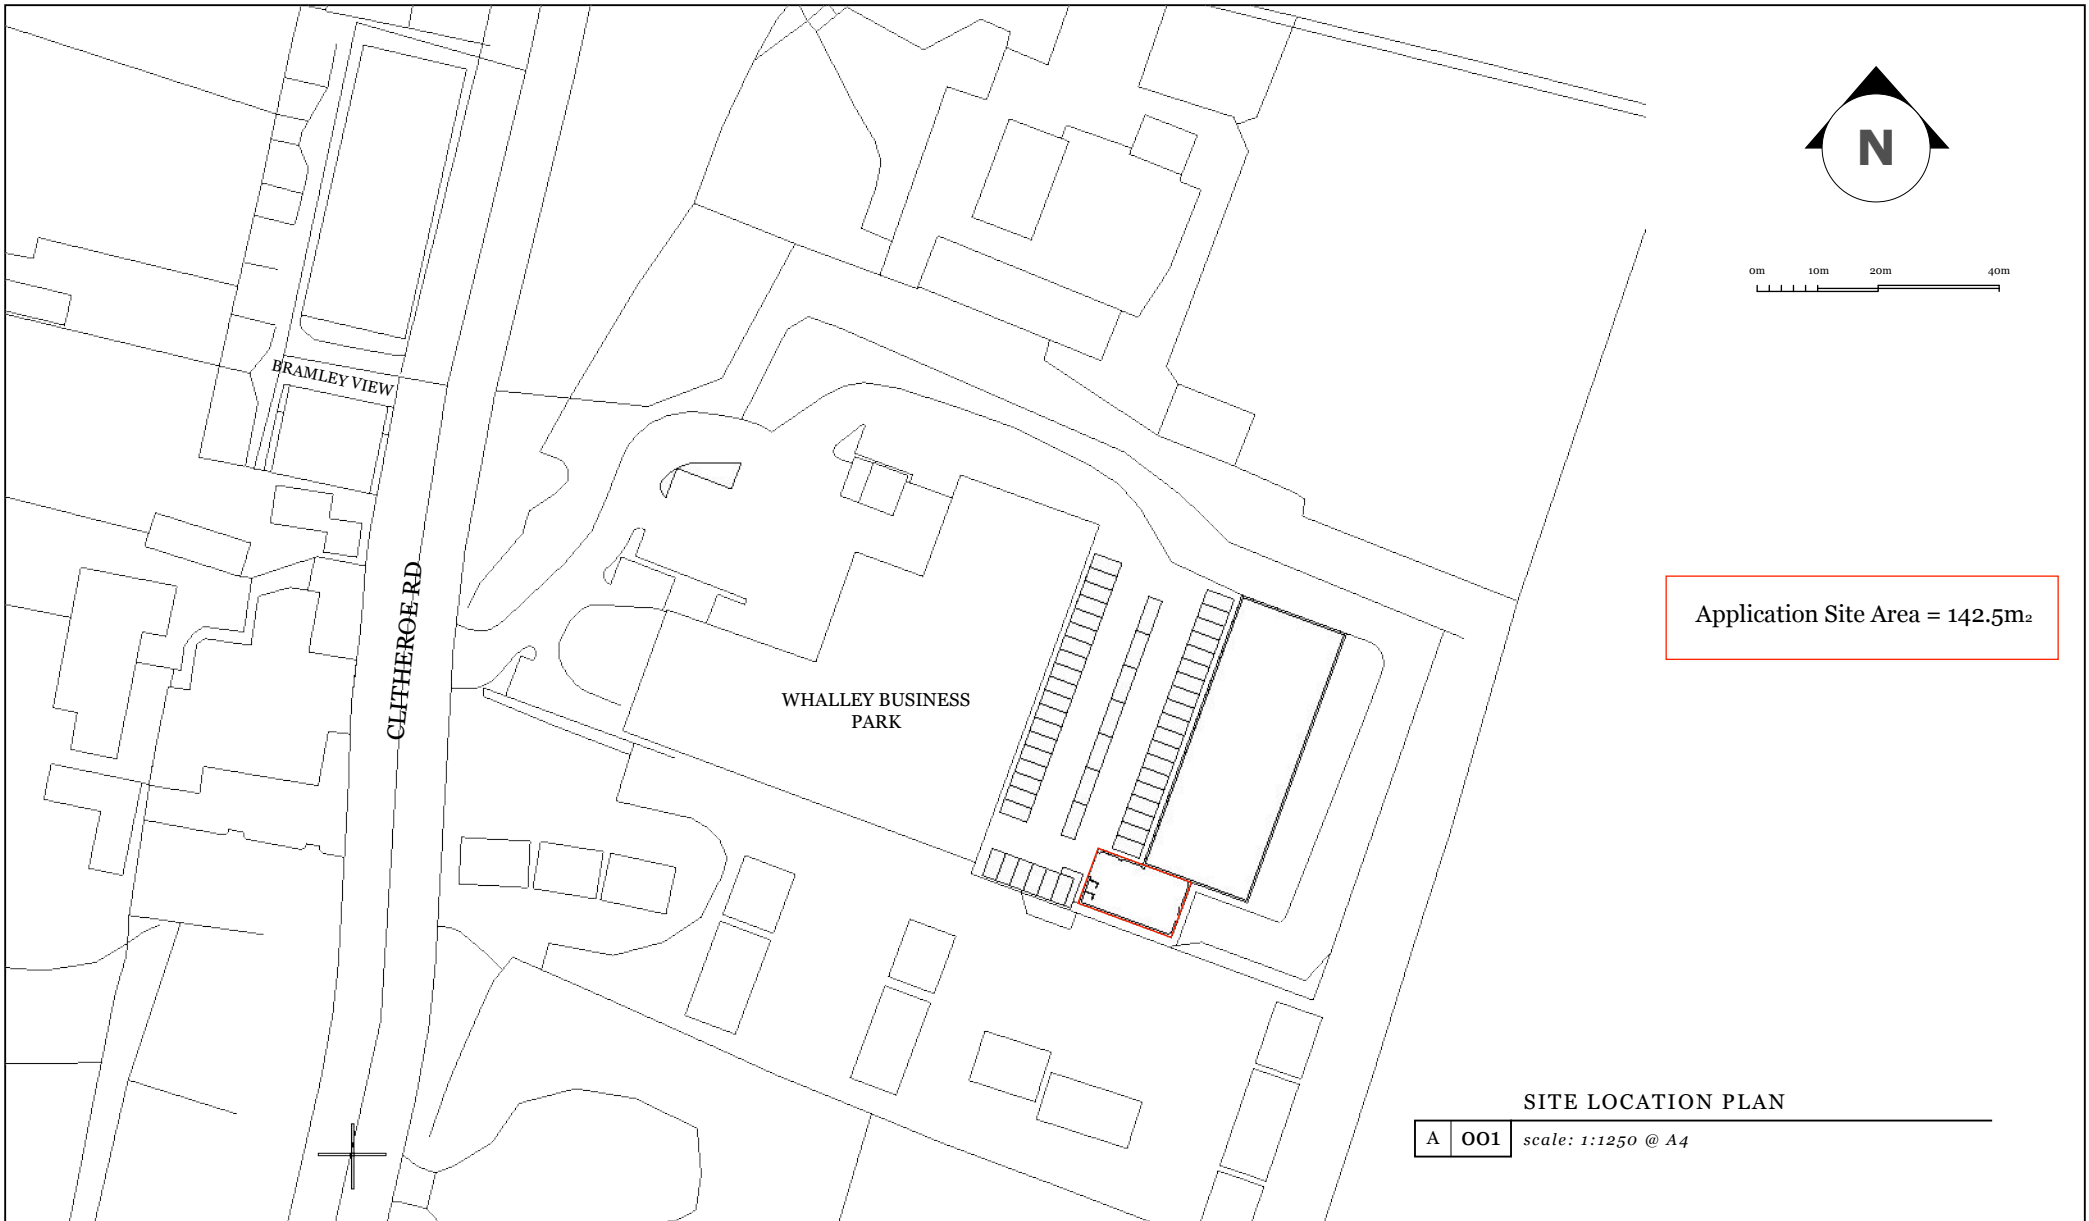 N
0m 10m 20m 40m
BRAMLEY VIEW
CLITHEROE RD
Application Site Area = 142.5m₂
WHALLEY BUSINESS
PARK
SITE LOCATION PLAN
A 001 scale: 1:1250 @ A4